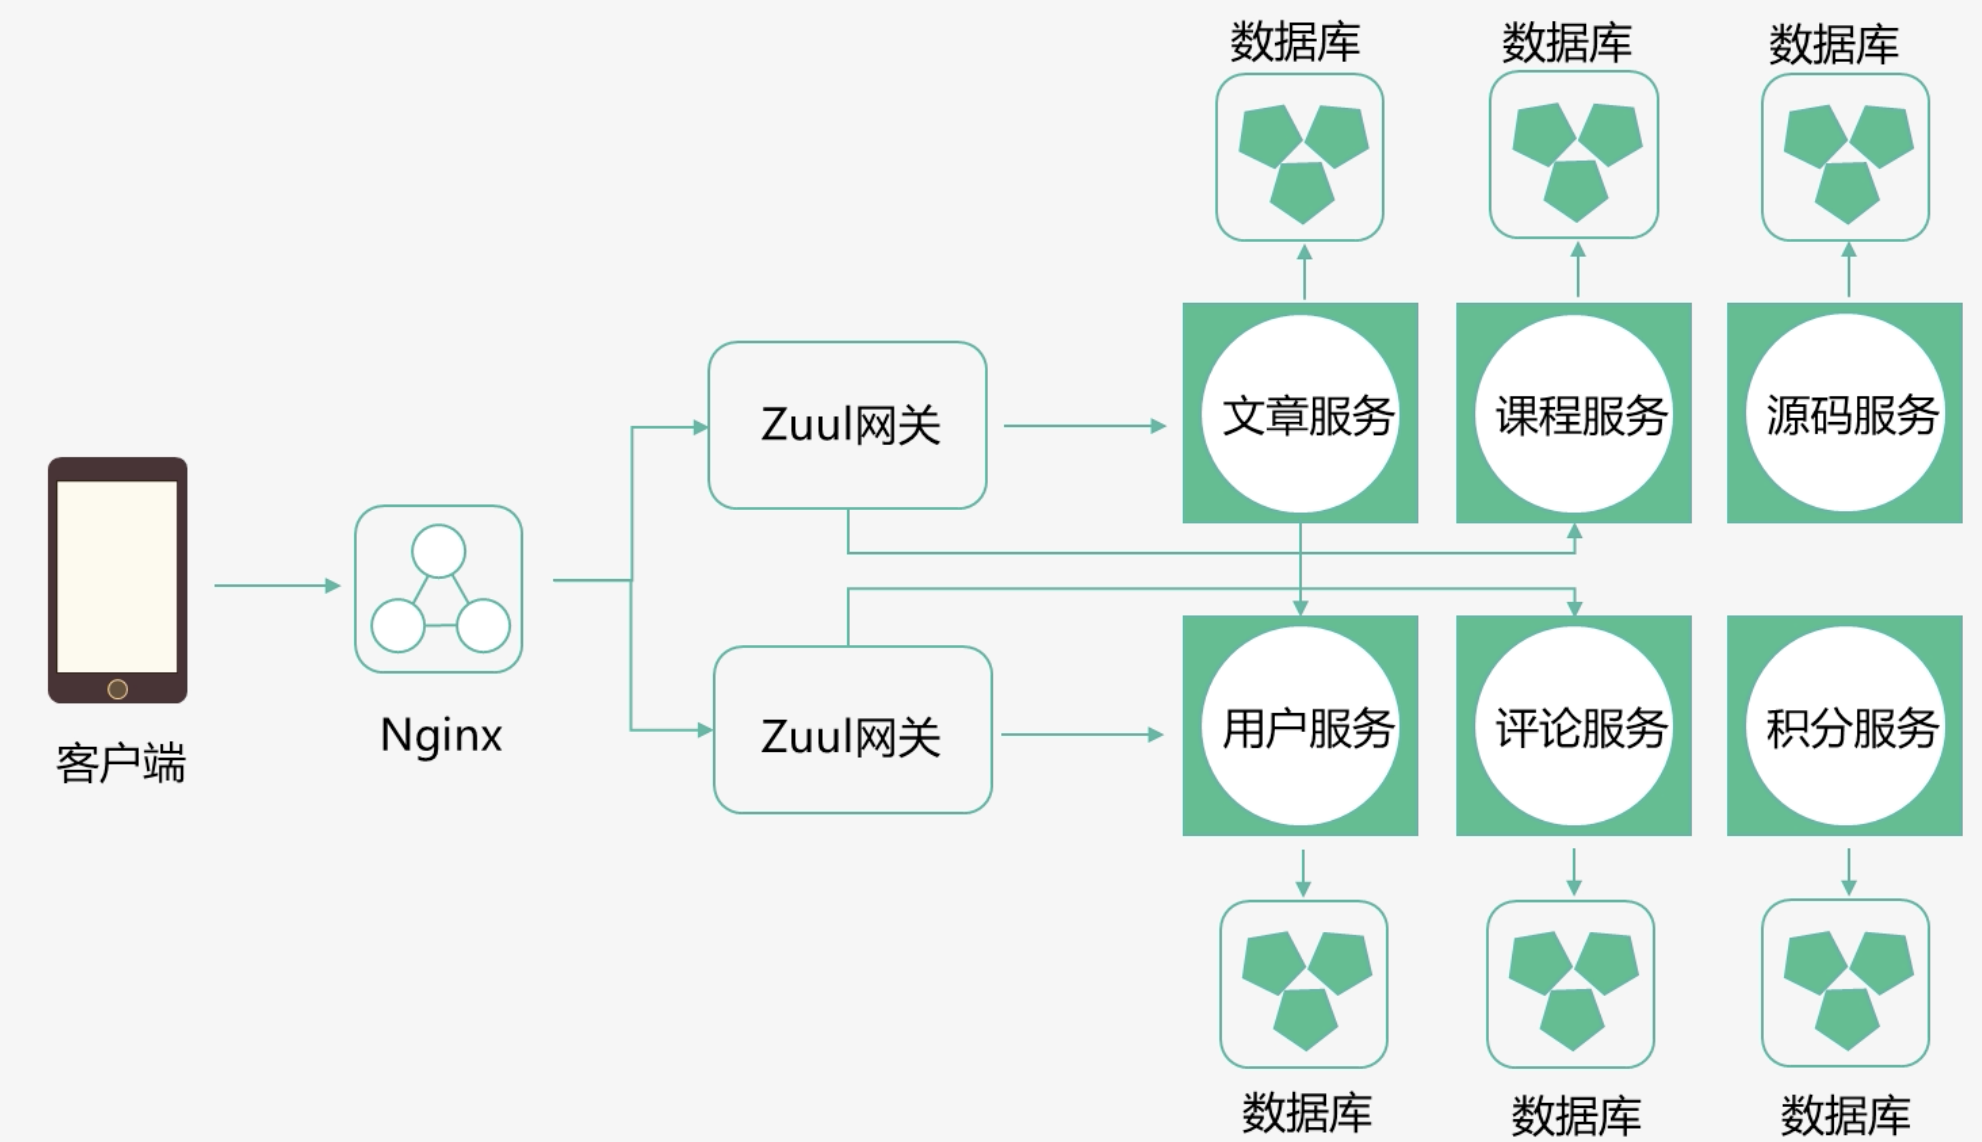 数据库
数据库
数据库
Zuul网关
文章服务
课程服务
源码服务
客户端
Nginx
Zuul网关
用户服务
评论服务
积分服务
数据库
数据库
数据库